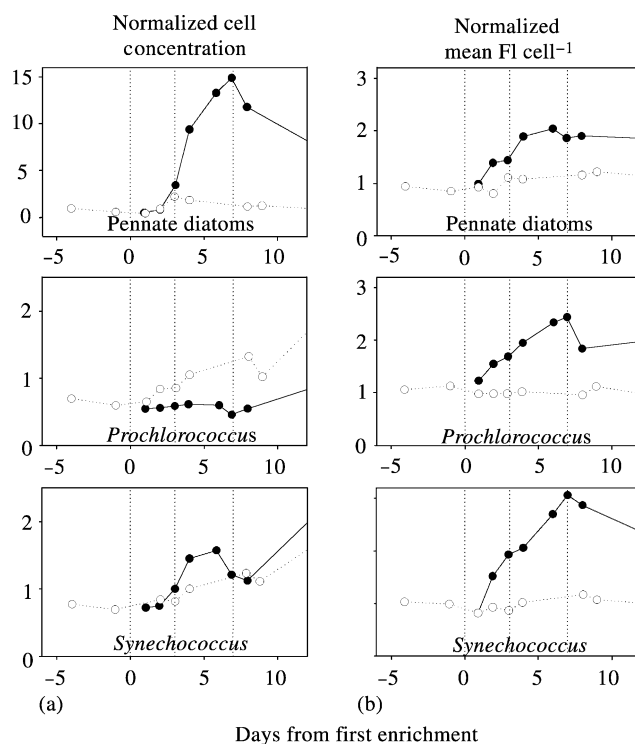 Normalized cell
concentration
Normalized
mean Fl cell⁻¹
15
10
5
0
Pennate diatoms
−5 0 5 10
3
2
1
0
Pennate diatoms
−5 0 5 10
2
1
0
Prochlorococcus
−5 0 5 10
3
2
1
0
Prochlorococcus
−5 0 5 10
2
1
0
Synechococcus
−5 0 5 10
Synechococcus
−5 0 5 10
(a)
(b)
Days from first enrichment